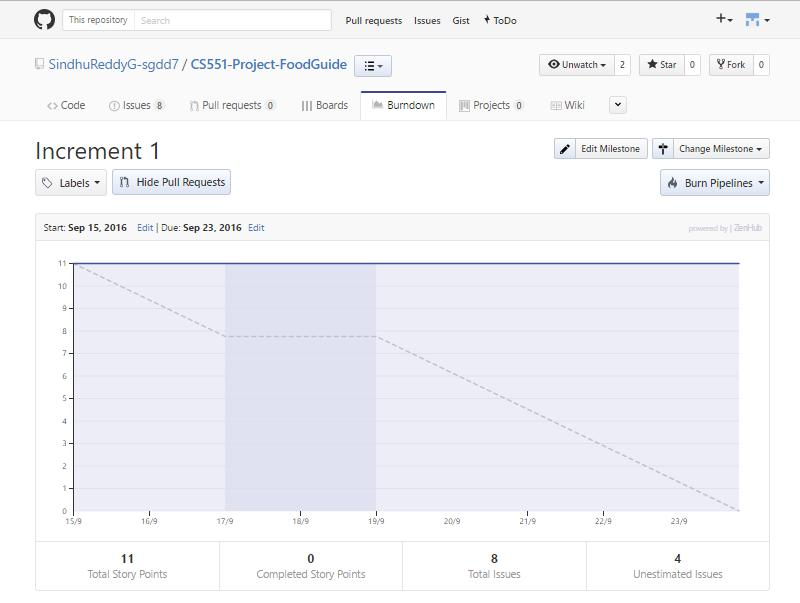 This repository Search Pull requests Issues Gist ToDo
SindhuReddyG-sgdd7 / CS551-Project-FoodGuide Unwatch 2 Star 0 Fork 0
Code Issues 8 Pull requests 0 Boards Burndown Projects 0 Wiki
Increment 1 Edit Milestone Change Milestone
Labels Hide Pull Requests Burn Pipelines
Start: Sep 15, 2016 Edit | Due: Sep 23, 2016 Edit powered by | ZenHub
11
10
9
8
7
6
5
4
3
2
1
0
15/9 16/9 17/9 18/9 19/9 20/9 21/9 22/9 23/9
11 0 8 4
Total Story Points Completed Story Points Total Issues Unestimated Issues